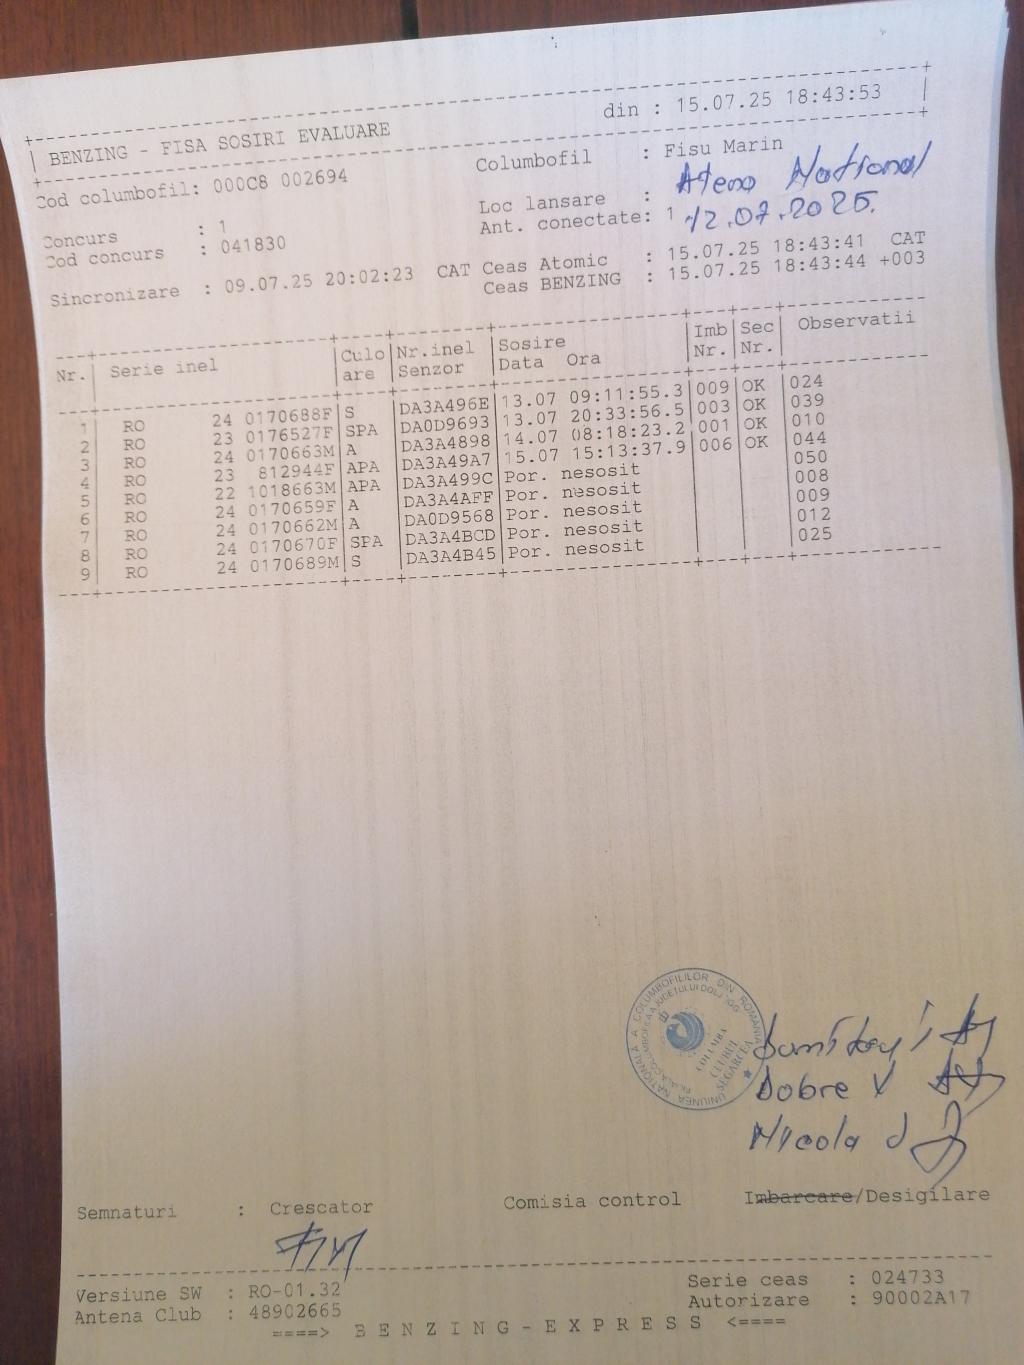 BENZING - FISA SOSIRI EVALUARE din : 15.07.25 18:43:53
Cod columbofil: 000C8 002694 Columbofil : Fisu Marin
Loc lansare : Atena National
Concurs : 1 Ant. conectate: 1 12.07.2025.
Cod concurs : 041830
Sincronizare : 09.07.25 20:02:23 CAT Ceas Atomic : 15.07.25 18:43:41 CAT
Ceas BENZING : 15.07.25 18:43:44 +003
Nr. Serie inel Culoare Nr.inel Senzor Sosire Data Ora Imb Nr. Sec Nr. Observatii
1 RO 24 0170688F S DA3A496E 13.07 09:11:55.3 009 OK 024
2 RO 23 0176527F SPA DA0D9693 13.07 20:33:56.5 003 OK 039
3 RO 24 0170663M A DA3A4898 14.07 08:18:23.2 001 OK 010
4 RO 23 812944F APA DA3A49A7 15.07 15:13:37.9 006 OK 044
5 RO 22 1018663M APA DA3A499C Por. nesosit 050
6 RO 24 0170659F A DA3A4AFF Por. nesosit 008
7 RO 24 0170662M A DA0D9568 Por. nesosit 009
8 RO 24 0170670F SPA DA3A4BCD Por. nesosit 012
9 RO 24 0170689M S DA3A4B45 Por. nesosit 025
UNIUNEA NATIONALĂ A COLUMBOFILILOR DIN ROMÂNIA
COLUMBA
CLUBUL
SEGARCEA
Dobre V
Nicola d
Semnaturi : Crescator Comisia control Imbarcare/Desigilare
Versiune SW : RO-01.32 Serie ceas : 024733
Antena Club : 48902665 Autorizare : 90002A17
====> B E N Z I N G - E X P R E S S <====